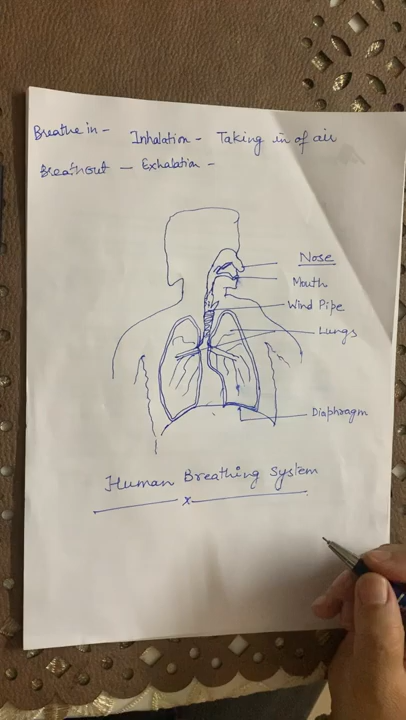 Breathe in - Inhalation - Taking in of air
Breathout - Exhalation -
Nose
Mouth
Wind Pipe
Lungs
Diaphragm
Human Breathing System
x